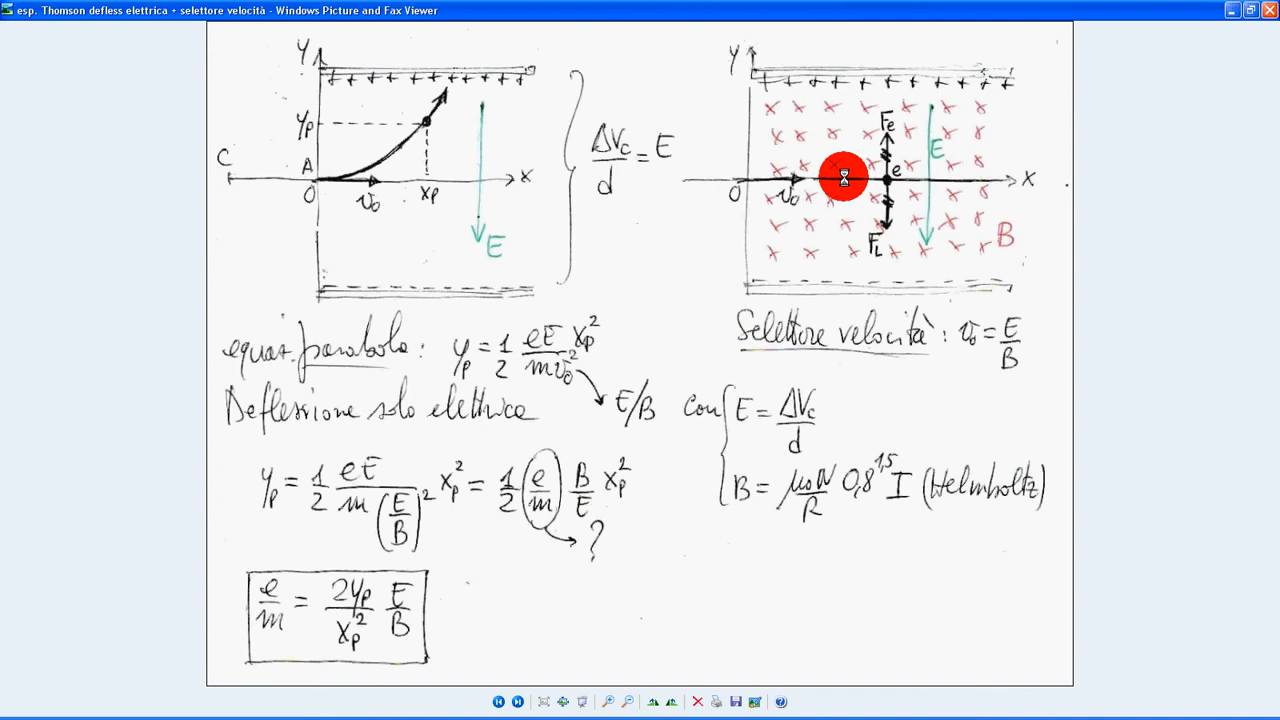 esp. Thomson defless elettrica + selettore velocità - Windows Picture and Fax Viewer
y
+ + + + + + + + + +
yp
C
A
O
v₀
xp
x
E
ΔVc/d = E
y
+ + + + + + + + + +
Fe
E
e
O
v₀
x
FL
B
equaz. parabola: yp = 1/2 eE/mv₀² xp²
→ E/B
Deflessione solo elettrica
yp = 1/2 eE/m(E/B)² xp² = 1/2 (e/m) B/E xp²
→ ?
e/m = 2yp/xp² E/B
Selettore velocità: v₀ = E/B
con { E = ΔVc/d
B = μ₀N/R 0,8^1,5 I (Helmholtz)